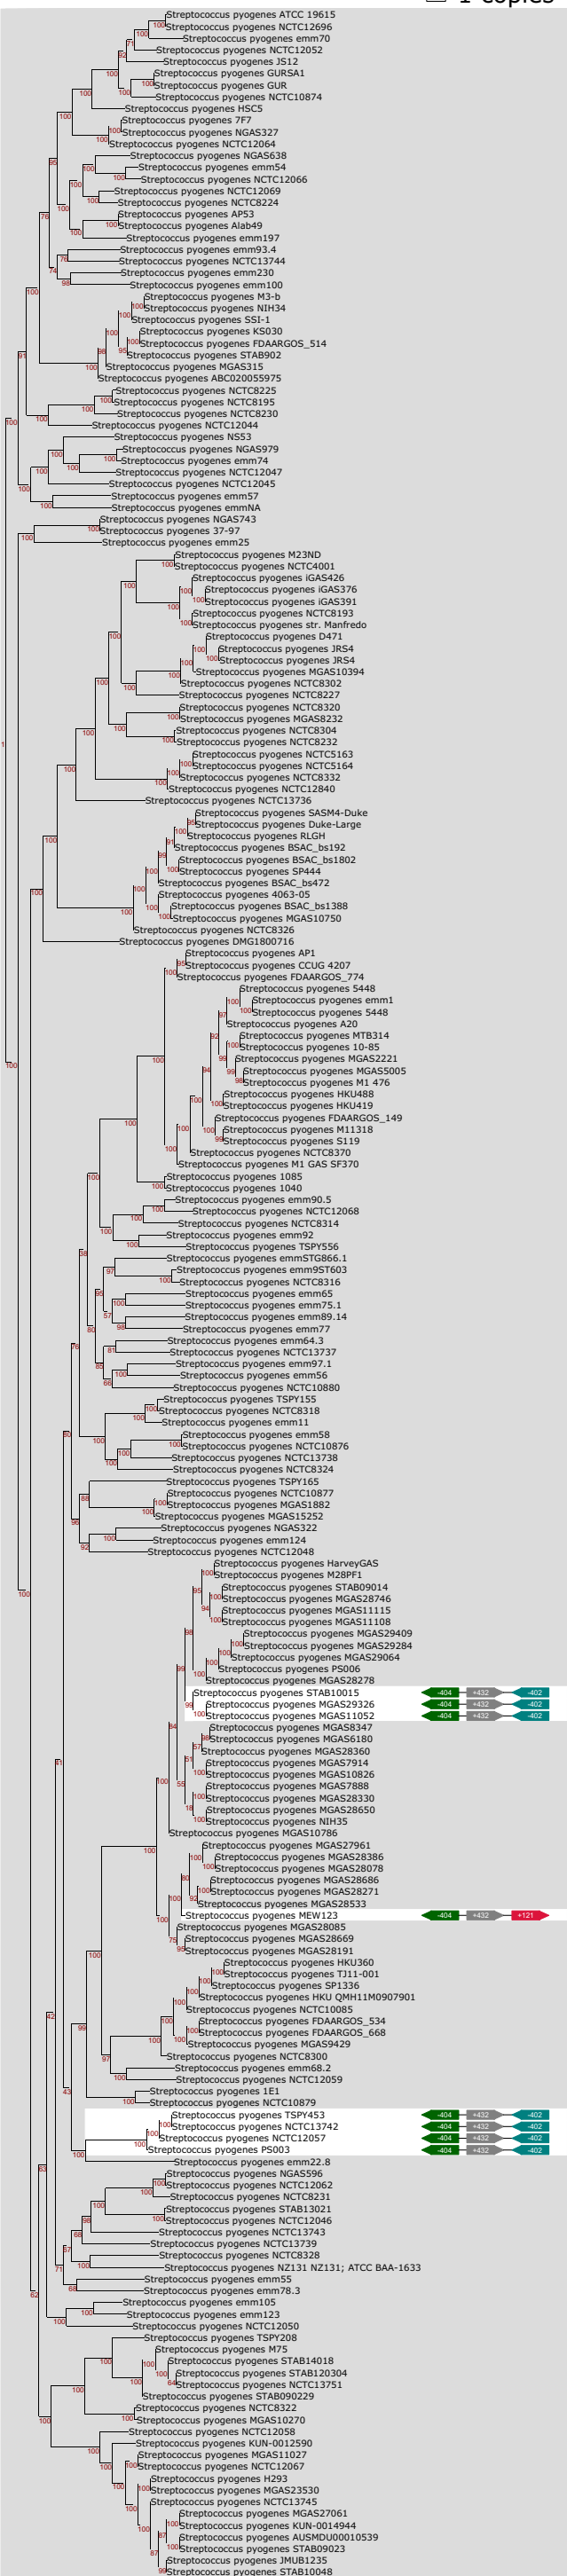 1 copies
Streptococcus pyogenes ATCC 19615
Streptococcus pyogenes NCTC12696
Streptococcus pyogenes emm70
Streptococcus pyogenes NCTC12052
Streptococcus pyogenes JS12
Streptococcus pyogenes GURSA1
Streptococcus pyogenes GUR
Streptococcus pyogenes NCTC10874
Streptococcus pyogenes HSC5
Streptococcus pyogenes 7F7
Streptococcus pyogenes NGAS327
Streptococcus pyogenes NCTC12064
Streptococcus pyogenes NGAS638
Streptococcus pyogenes emm54
Streptococcus pyogenes NCTC12066
Streptococcus pyogenes NCTC12069
Streptococcus pyogenes NCTC8224
Streptococcus pyogenes AP53
Streptococcus pyogenes Alab49
Streptococcus pyogenes emm197
Streptococcus pyogenes emm93.4
Streptococcus pyogenes NCTC13744
Streptococcus pyogenes emm230
Streptococcus pyogenes emm100
Streptococcus pyogenes M3-b
Streptococcus pyogenes NIH34
Streptococcus pyogenes SSI-1
Streptococcus pyogenes KS030
Streptococcus pyogenes FDAARGOS_514
Streptococcus pyogenes STAB902
Streptococcus pyogenes MGAS315
Streptococcus pyogenes ABC020055975
Streptococcus pyogenes NCTC8225
Streptococcus pyogenes NCTC8195
Streptococcus pyogenes NCTC8230
Streptococcus pyogenes NCTC12044
Streptococcus pyogenes NS53
Streptococcus pyogenes NGAS979
Streptococcus pyogenes emm74
Streptococcus pyogenes NCTC12047
Streptococcus pyogenes NCTC12045
Streptococcus pyogenes emm57
Streptococcus pyogenes emmNA
Streptococcus pyogenes NGAS743
Streptococcus pyogenes 37-97
Streptococcus pyogenes emm25
Streptococcus pyogenes M23ND
Streptococcus pyogenes NCTC4001
Streptococcus pyogenes iGAS426
Streptococcus pyogenes iGAS376
Streptococcus pyogenes iGAS391
Streptococcus pyogenes NCTC8193
Streptococcus pyogenes str. Manfredo
Streptococcus pyogenes D471
Streptococcus pyogenes JRS4
Streptococcus pyogenes JRS4
Streptococcus pyogenes MGAS10394
Streptococcus pyogenes NCTC8302
Streptococcus pyogenes NCTC8227
Streptococcus pyogenes NCTC8320
Streptococcus pyogenes MGAS8232
Streptococcus pyogenes NCTC8304
Streptococcus pyogenes NCTC8232
Streptococcus pyogenes NCTC5163
Streptococcus pyogenes NCTC5164
Streptococcus pyogenes NCTC8332
Streptococcus pyogenes NCTC12840
Streptococcus pyogenes NCTC13736
Streptococcus pyogenes SASM4-Duke
Streptococcus pyogenes Duke-Large
Streptococcus pyogenes RLGH
Streptococcus pyogenes BSAC_bs192
Streptococcus pyogenes BSAC_bs1802
Streptococcus pyogenes SP444
Streptococcus pyogenes BSAC_bs472
Streptococcus pyogenes 4063-05
Streptococcus pyogenes BSAC_bs1388
Streptococcus pyogenes MGAS10750
Streptococcus pyogenes NCTC8326
Streptococcus pyogenes DMG1800716
Streptococcus pyogenes AP1
Streptococcus pyogenes CCUG 4207
Streptococcus pyogenes FDAARGOS_774
Streptococcus pyogenes 5448
Streptococcus pyogenes emm1
Streptococcus pyogenes 5448
Streptococcus pyogenes A20
Streptococcus pyogenes MTB314
Streptococcus pyogenes 10-85
Streptococcus pyogenes MGAS2221
Streptococcus pyogenes MGAS5005
Streptococcus pyogenes M1 476
Streptococcus pyogenes HKU488
Streptococcus pyogenes HKU419
Streptococcus pyogenes FDAARGOS_149
Streptococcus pyogenes M11318
Streptococcus pyogenes S119
Streptococcus pyogenes NCTC8370
Streptococcus pyogenes M1 GAS SF370
Streptococcus pyogenes 1085
Streptococcus pyogenes 1040
Streptococcus pyogenes emm90.5
Streptococcus pyogenes NCTC12068
Streptococcus pyogenes NCTC8314
Streptococcus pyogenes emm92
Streptococcus pyogenes TSPY556
Streptococcus pyogenes emmSTG866.1
Streptococcus pyogenes emm9ST603
Streptococcus pyogenes NCTC8316
Streptococcus pyogenes emm65
Streptococcus pyogenes emm75.1
Streptococcus pyogenes emm89.14
Streptococcus pyogenes emm77
Streptococcus pyogenes emm64.3
Streptococcus pyogenes NCTC13737
Streptococcus pyogenes emm97.1
Streptococcus pyogenes emm56
Streptococcus pyogenes NCTC10880
Streptococcus pyogenes TSPY155
Streptococcus pyogenes NCTC8318
Streptococcus pyogenes emm11
Streptococcus pyogenes emm58
Streptococcus pyogenes NCTC10876
Streptococcus pyogenes NCTC13738
Streptococcus pyogenes NCTC8324
Streptococcus pyogenes TSPY165
Streptococcus pyogenes NCTC10877
Streptococcus pyogenes MGAS1882
Streptococcus pyogenes MGAS15252
Streptococcus pyogenes NGAS322
Streptococcus pyogenes emm124
Streptococcus pyogenes NCTC12048
Streptococcus pyogenes HarveyGAS
Streptococcus pyogenes M28PF1
Streptococcus pyogenes STAB09014
Streptococcus pyogenes MGAS28746
Streptococcus pyogenes MGAS11115
Streptococcus pyogenes MGAS11108
Streptococcus pyogenes MGAS29409
Streptococcus pyogenes MGAS29284
Streptococcus pyogenes MGAS29064
Streptococcus pyogenes PS006
Streptococcus pyogenes MGAS28278
Streptococcus pyogenes STAB10015 -404 +432 -402
Streptococcus pyogenes MGAS29326 -404 +432 -402
Streptococcus pyogenes MGAS11052 -404 +432 -402
Streptococcus pyogenes MGAS8347
Streptococcus pyogenes MGAS6180
Streptococcus pyogenes MGAS28360
Streptococcus pyogenes MGAS7914
Streptococcus pyogenes MGAS10826
Streptococcus pyogenes MGAS7888
Streptococcus pyogenes MGAS28330
Streptococcus pyogenes MGAS28650
Streptococcus pyogenes NIH35
Streptococcus pyogenes MGAS10786
Streptococcus pyogenes MGAS27961
Streptococcus pyogenes MGAS28386
Streptococcus pyogenes MGAS28078
Streptococcus pyogenes MGAS28686
Streptococcus pyogenes MGAS28271
Streptococcus pyogenes MGAS28533
Streptococcus pyogenes MEW123 -404 +432 +121
Streptococcus pyogenes MGAS28085
Streptococcus pyogenes MGAS28669
Streptococcus pyogenes MGAS28191
Streptococcus pyogenes HKU360
Streptococcus pyogenes TJ11-001
Streptococcus pyogenes SP1336
Streptococcus pyogenes HKU QMH11M0907901
Streptococcus pyogenes NCTC10085
Streptococcus pyogenes FDAARGOS_534
Streptococcus pyogenes FDAARGOS_668
Streptococcus pyogenes MGAS9429
Streptococcus pyogenes NCTC8300
Streptococcus pyogenes emm68.2
Streptococcus pyogenes NCTC12059
Streptococcus pyogenes 1E1
Streptococcus pyogenes NCTC10879
Streptococcus pyogenes TSPY453 -404 +432 -402
Streptococcus pyogenes NCTC13742 -404 +432 -402
Streptococcus pyogenes NCTC12057 -404 +432 -402
Streptococcus pyogenes PS003 -404 +432 -402
Streptococcus pyogenes emm22.8
Streptococcus pyogenes NGAS596
Streptococcus pyogenes NCTC12062
Streptococcus pyogenes NCTC8231
Streptococcus pyogenes STAB13021
Streptococcus pyogenes NCTC12046
Streptococcus pyogenes NCTC13743
Streptococcus pyogenes NCTC13739
Streptococcus pyogenes NCTC8328
Streptococcus pyogenes NZ131 NZ131; ATCC BAA-1633
Streptococcus pyogenes emm55
Streptococcus pyogenes emm78.3
Streptococcus pyogenes emm105
Streptococcus pyogenes emm123
Streptococcus pyogenes NCTC12050
Streptococcus pyogenes TSPY208
Streptococcus pyogenes M75
Streptococcus pyogenes STAB14018
Streptococcus pyogenes STAB120304
Streptococcus pyogenes NCTC13751
Streptococcus pyogenes STAB090229
Streptococcus pyogenes NCTC8322
Streptococcus pyogenes MGAS10270
Streptococcus pyogenes NCTC12058
Streptococcus pyogenes KUN-0012590
Streptococcus pyogenes MGAS11027
Streptococcus pyogenes NCTC12067
Streptococcus pyogenes H293
Streptococcus pyogenes MGAS23530
Streptococcus pyogenes NCTC13745
Streptococcus pyogenes MGAS27061
Streptococcus pyogenes KUN-0014944
Streptococcus pyogenes AUSMDU00010539
Streptococcus pyogenes STAB09023
Streptococcus pyogenes JMUB1235
Streptococcus pyogenes STAB10048